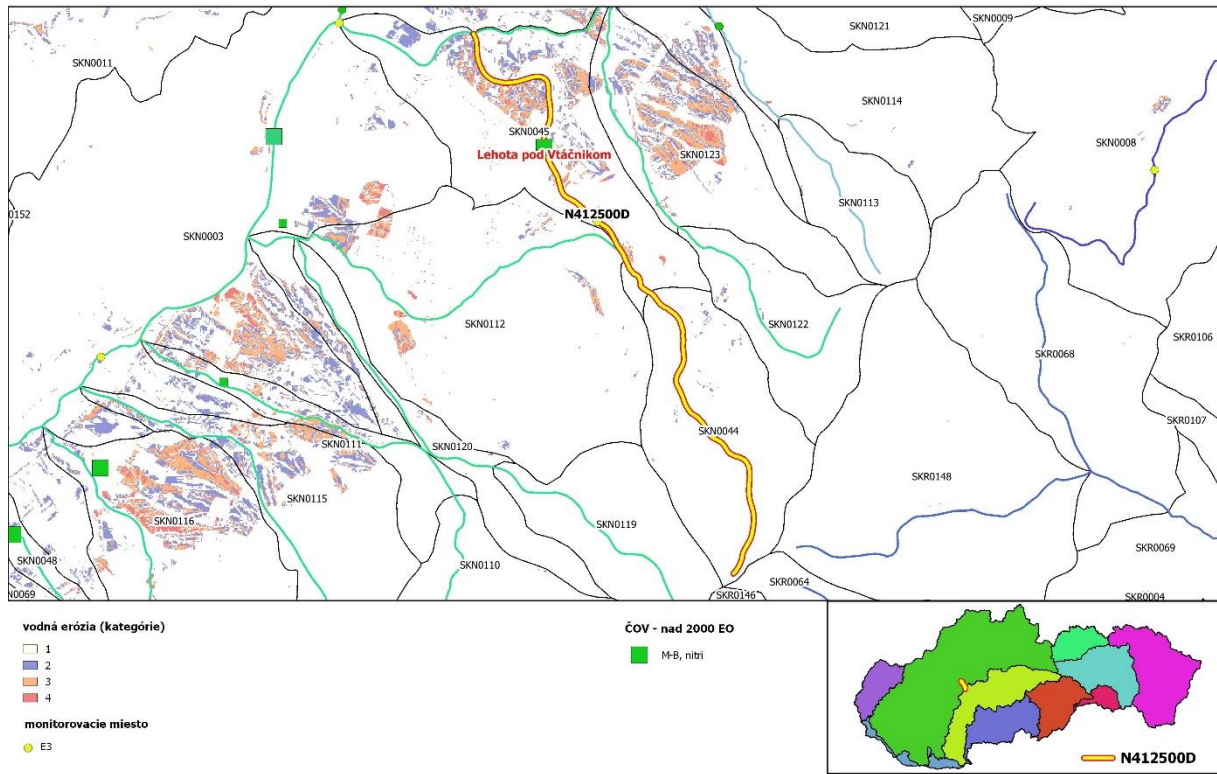 SKN0121
SKN0009
SKN0011
SKN0114
SKN0045
SKN0008
Lehota pod Vtáčnikom
SKN0123
SKN0113
0152
N412500D
SKN0003
SKN0112
SKN0122
SKR0068
SKR0106
SKR0107
SKN0044
SKN0111
SKN0120
SKR0148
SKN0115
SKN0116
SKN0119
SKR0069
SKN0048
SKN0110
SKR0064
N0069
SKR0146
SKR0004
vodná erózia (kategórie)
1
2
3
4
monitorovacie miesto
E3
ČOV - nad 2000 EO
M-B, nitri
N412500D